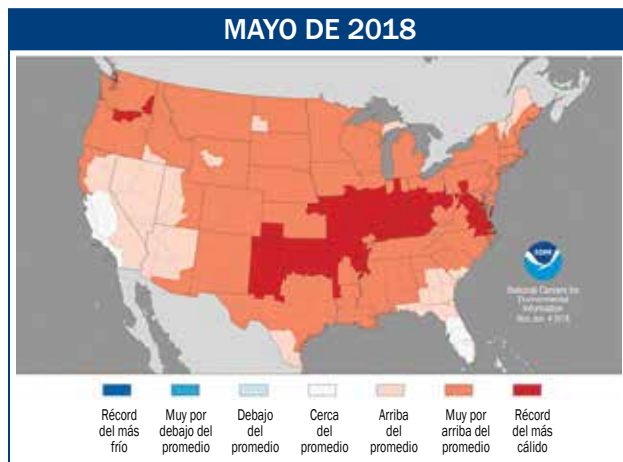 MAYO DE 2018
National Centers for
Environmental
Information
Récord del más frío
Muy por debajo del promedio
Debajo del promedio
Cerca del promedio
Arriba del promedio
Muy por arriba del promedio
Récord del más cálido